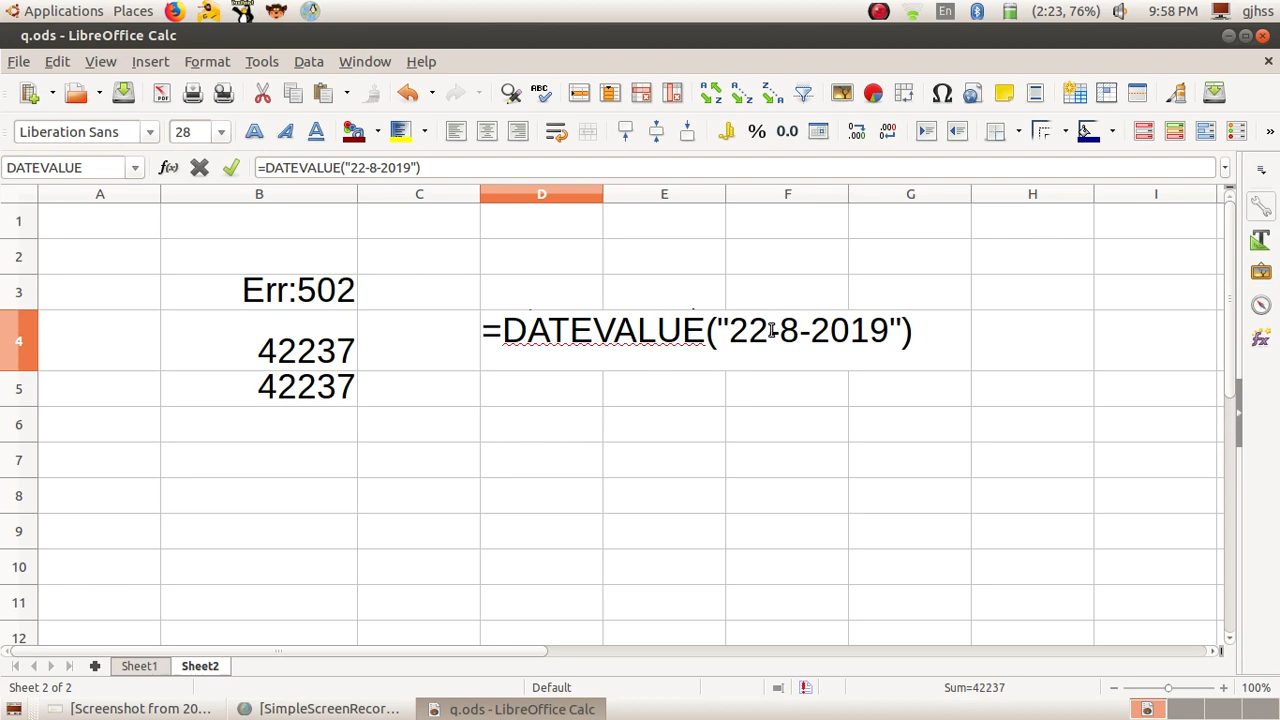 Applications Places En (2:23, 76%) 9:58 PM gjhss
q.ods - LibreOffice Calc
File Edit View Insert Format Tools Data Window Help
Liberation Sans 28
DATEVALUE =DATEVALUE("22-8-2019")
A B C D E F G H I
1
2
3 Err:502
4 42237 =DATEVALUE("22-8-2019")
5 42237
6
7
8
9
10
11
12
Sheet1 Sheet2
Sheet 2 of 2 Default Sum=42237 100%
[Screenshot from 20... [SimpleScreenRecor... q.ods - LibreOffice Calc